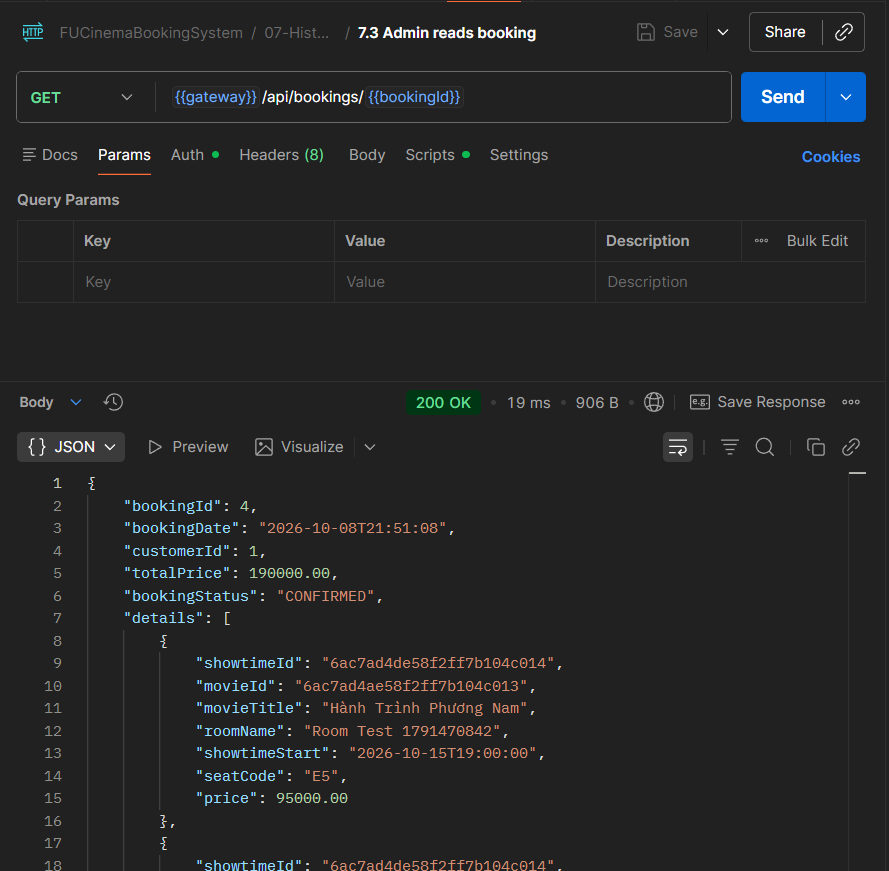 HTTP FUCinemaBookingSystem / 07-Hist... / 7.3 Admin reads booking Save Share
GET {{gateway}}/api/bookings/{{bookingId}} Send
Docs Params Auth Headers (8) Body Scripts Settings Cookies
Query Params
Key Value Description Bulk Edit
Key Value Description
Body 200 OK 19 ms 906 B e.g. Save Response
{} JSON Preview Visualize
1 {
2 "bookingId": 4,
3 "bookingDate": "2026-10-08T21:51:08",
4 "customerId": 1,
5 "totalPrice": 190000.00,
6 "bookingStatus": "CONFIRMED",
7 "details": [
8 {
9 "showtimeId": "6ac7ad4de58f2ff7b104c014",
10 "movieId": "6ac7ad4ae58f2ff7b104c013",
11 "movieTitle": "Hành Trình Phương Nam",
12 "roomName": "Room Test 1791470842",
13 "showtimeStart": "2026-10-15T19:00:00",
14 "seatCode": "E5",
15 "price": 95000.00
16 },
17 {
18 "showtimeId": "6ac7ad4de58f2ff7b104c014",